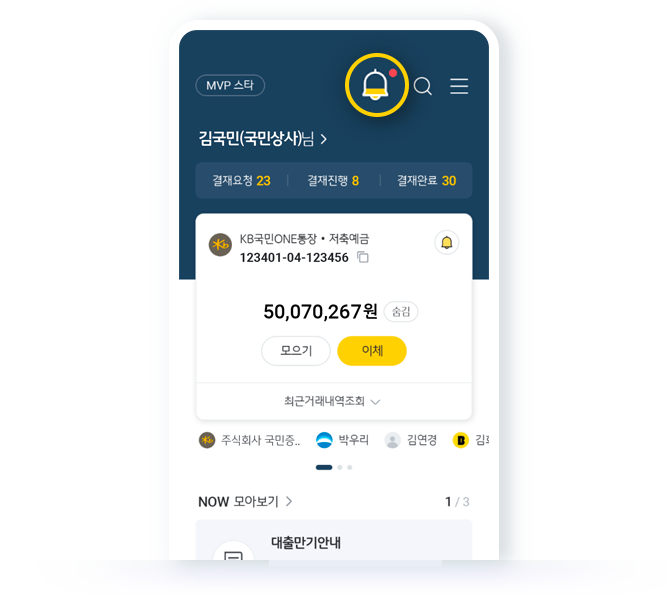 MVP 스타
김국민(국민상사)님 >
결재요청 23 결재진행 8 결재완료 30
KB국민ONE통장 • 저축예금
123401-04-123456
50,070,267원 숨김
모으기 이체
최근거래내역조회
주식회사 국민증.. 박우리 김연경
NOW 모아보기 >
1 / 3
대출만기안내